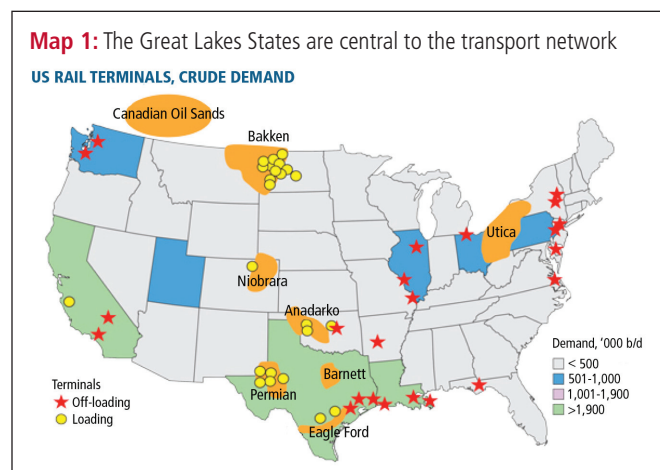 Map 1: The Great Lakes States are central to the transport network
US RAIL TERMINALS, CRUDE DEMAND
Canadian Oil Sands
Bakken
Utica
Niobrara
Anadarko
Barnett
Permian
Eagle Ford
Terminals
Off-loading
Loading
Demand, '000 b/d
< 500
501-1,000
1,001-1,900
>1,900